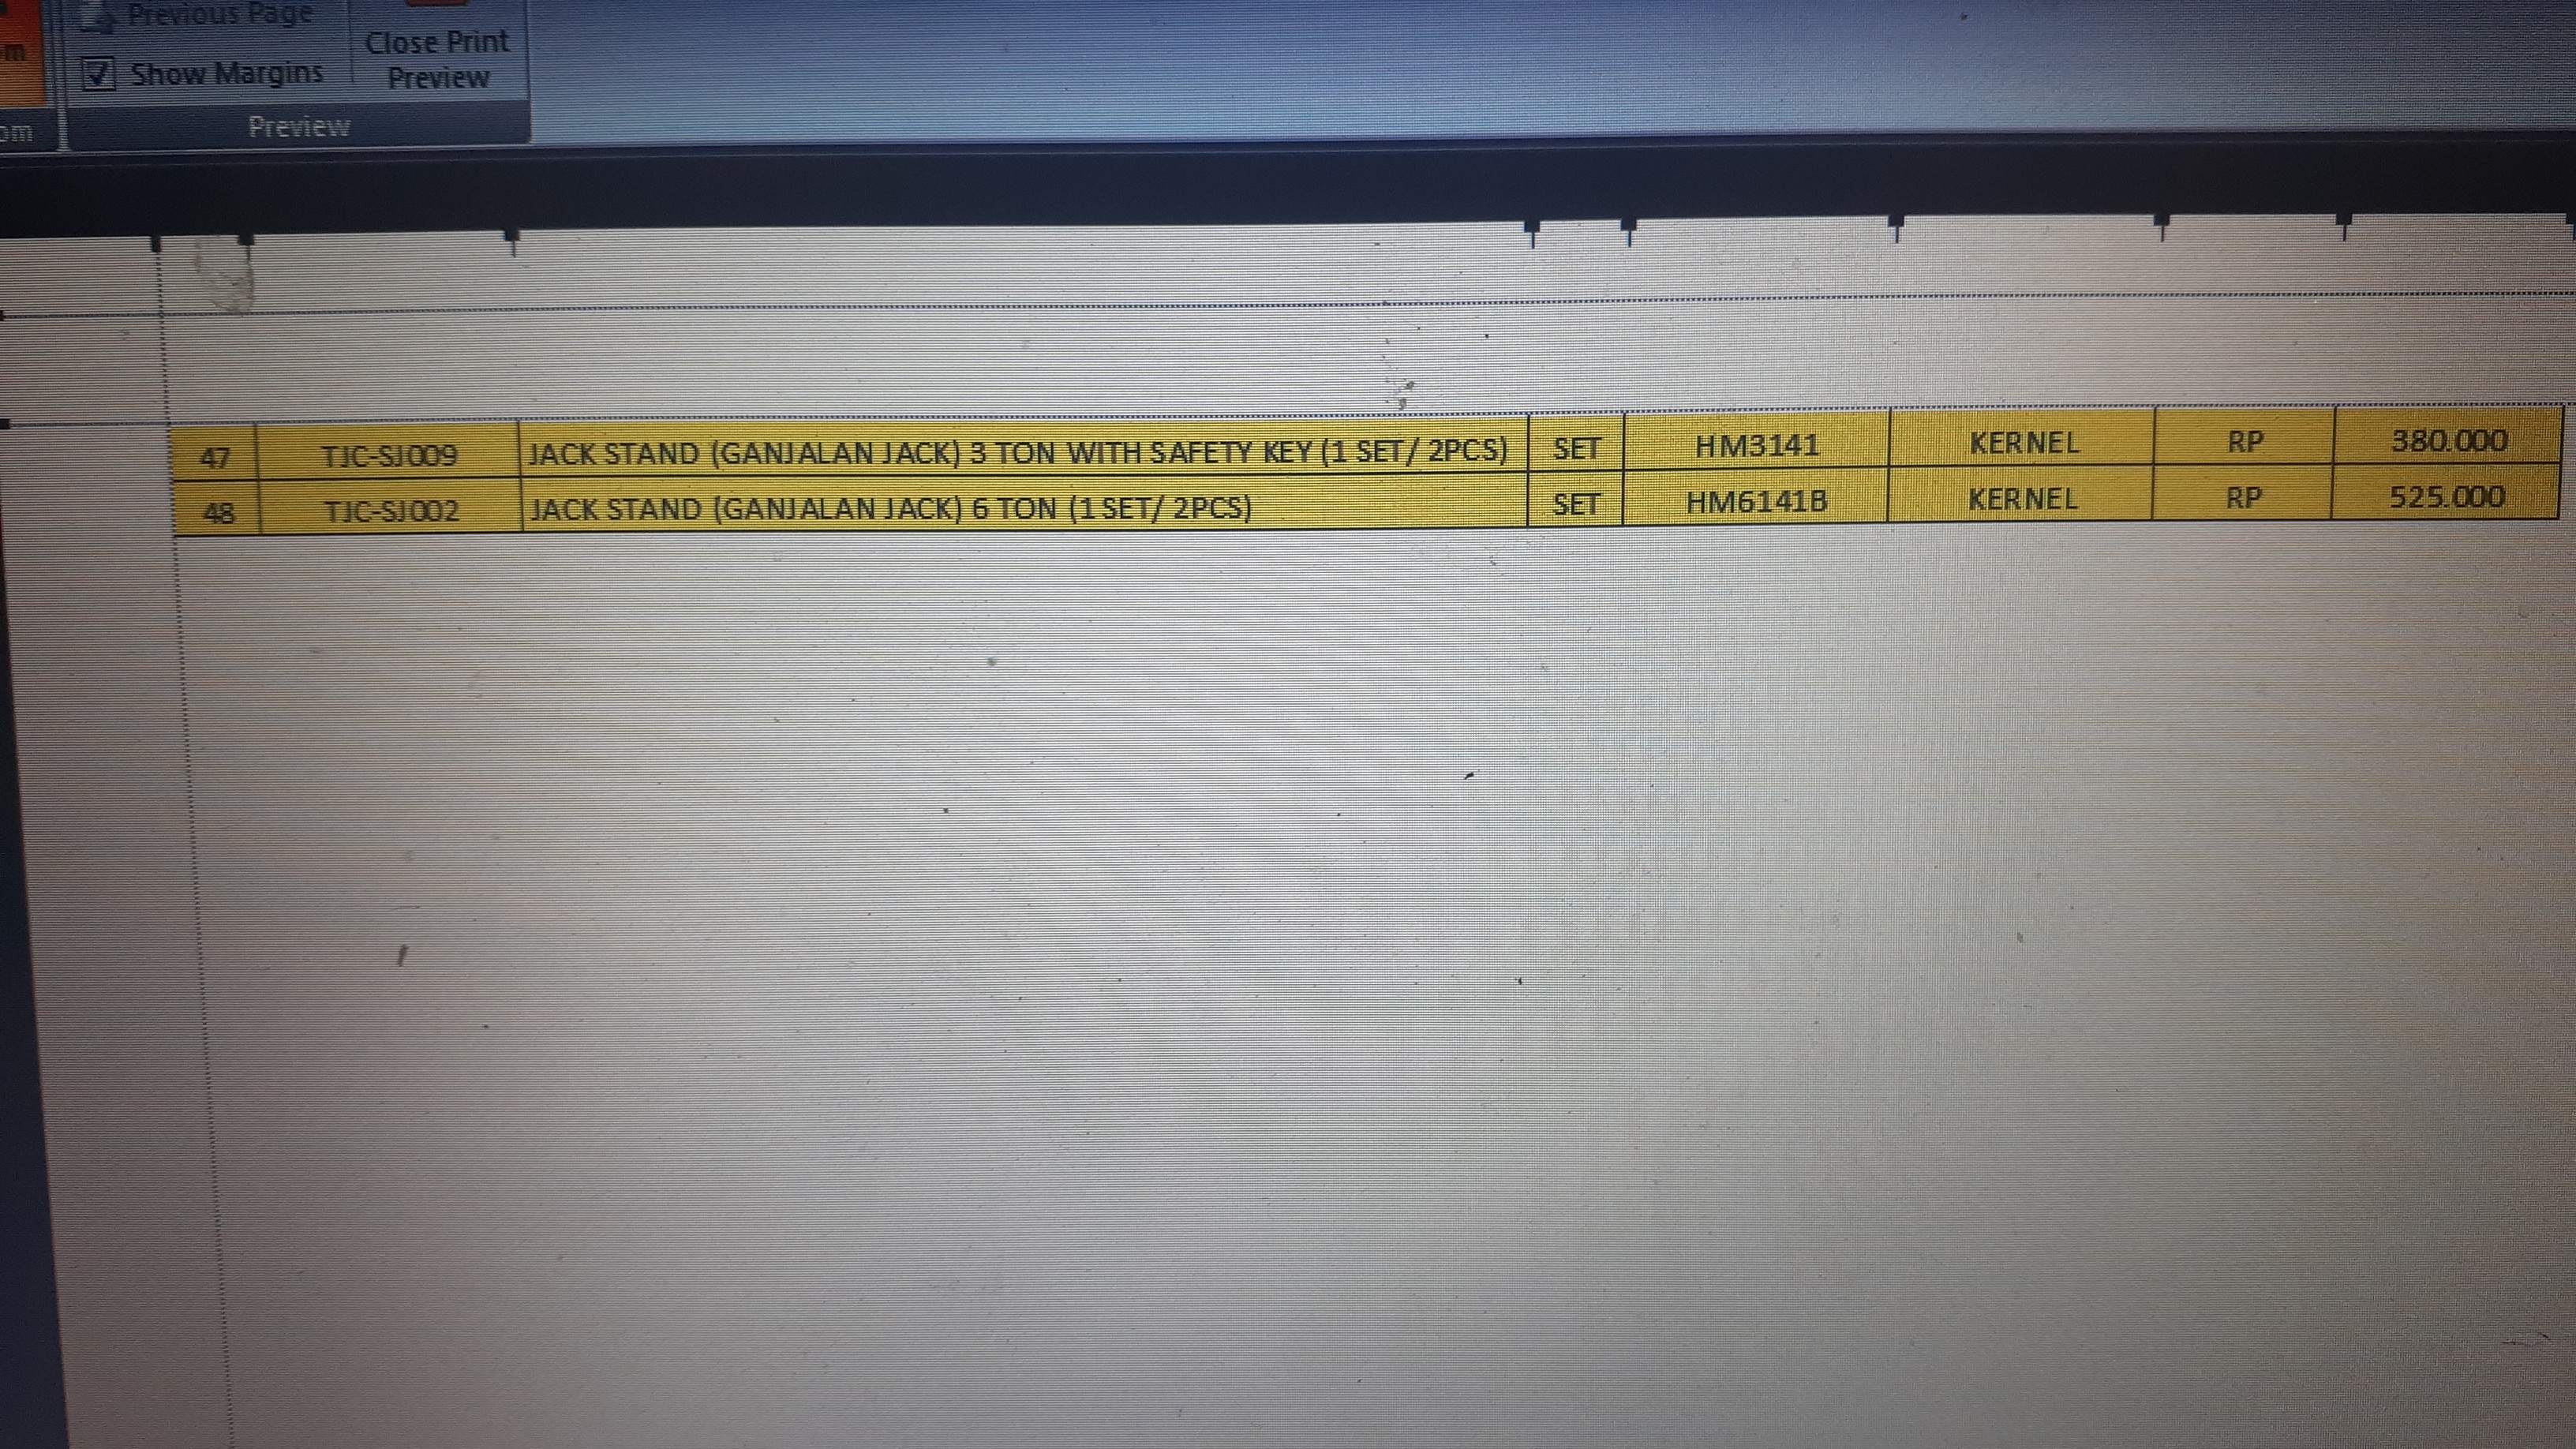 m
Previous Page
Show Margins
Close Print
Preview
om
Preview
47 TJC-SJ009 JACK STAND (GANJALAN JACK) 3 TON WITH SAFETY KEY (1 SET/ 2PCS) SET HM3141 KERNEL RP 380.000
48 TJC-SJ002 JACK STAND (GANJALAN JACK) 6 TON (1 SET/ 2PCS) SET HM6141B KERNEL RP 525.000